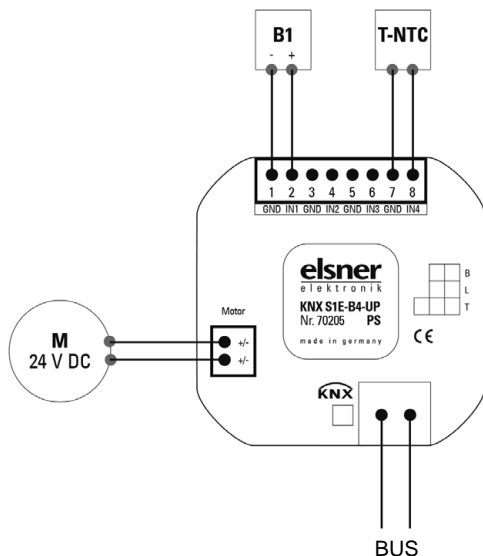 B1
- +
T-NTC
1 2 3 4 5 6 7 8
GND IN1 GND IN2 GND IN3 GND IN4
elsner
elektronik
KNX S1E-B4-UP
Nr. 70205 PS
made in germany
B
L
T
CE
Motor
+/-
+/-
M
24 V DC
KNX
BUS